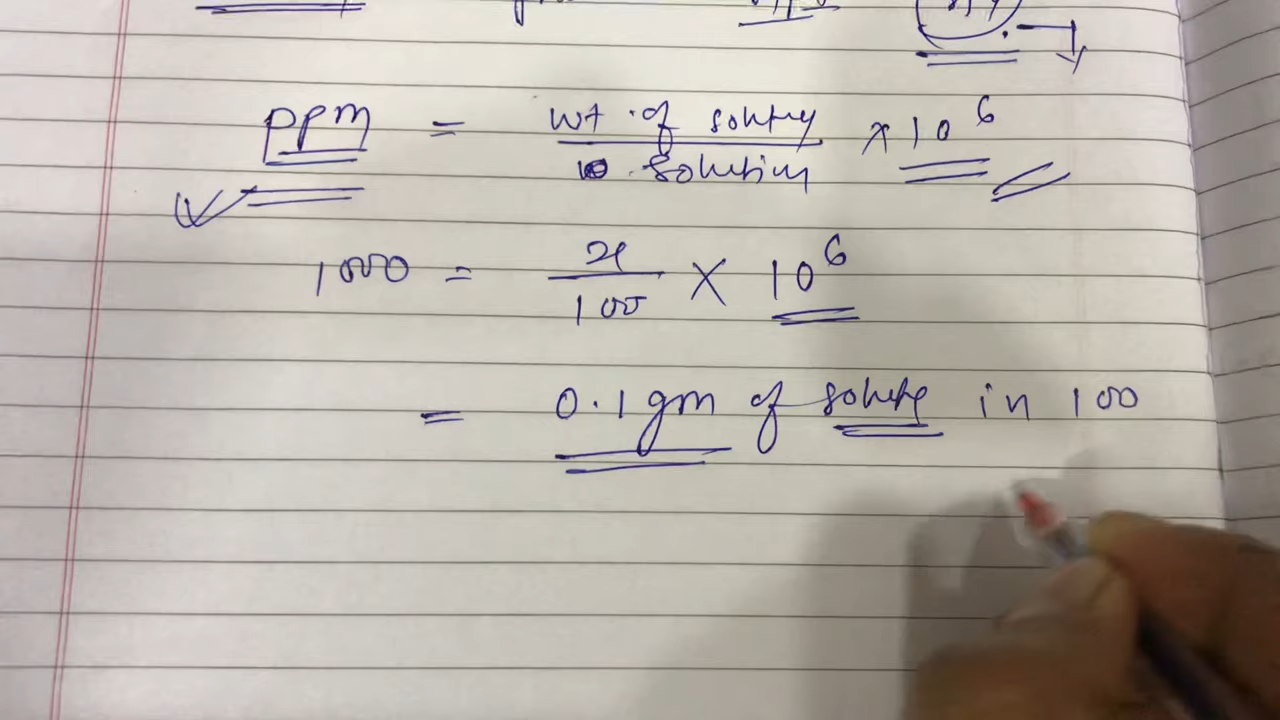 ppm = wt. of solute / solution × 10^6
1000 = x / 100 × 10^6
= 0.1 gm of solute in 100